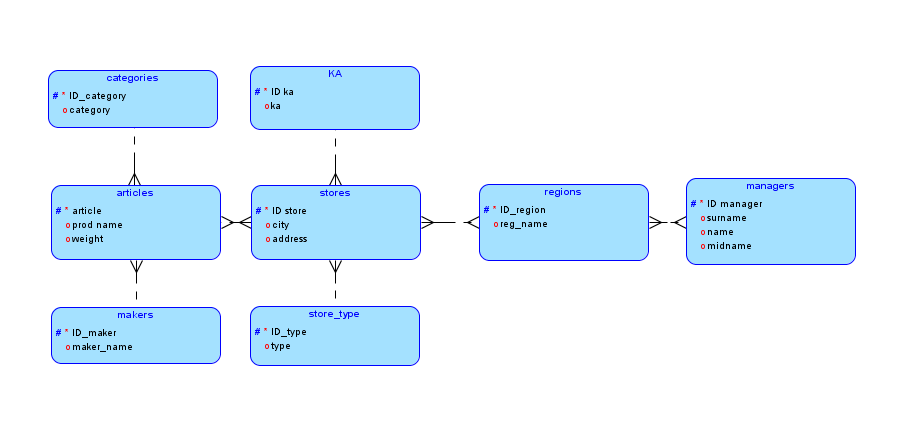 categories
# * ID_category
o category
KA
# * ID ka
o ka
articles
# * article
o prod name
o weight
stores
# * ID store
o city
o address
regions
# * ID_region
o reg_name
managers
# * ID manager
o surname
o name
o midname
makers
# * ID_maker
o maker_name
store_type
# * ID_type
o type